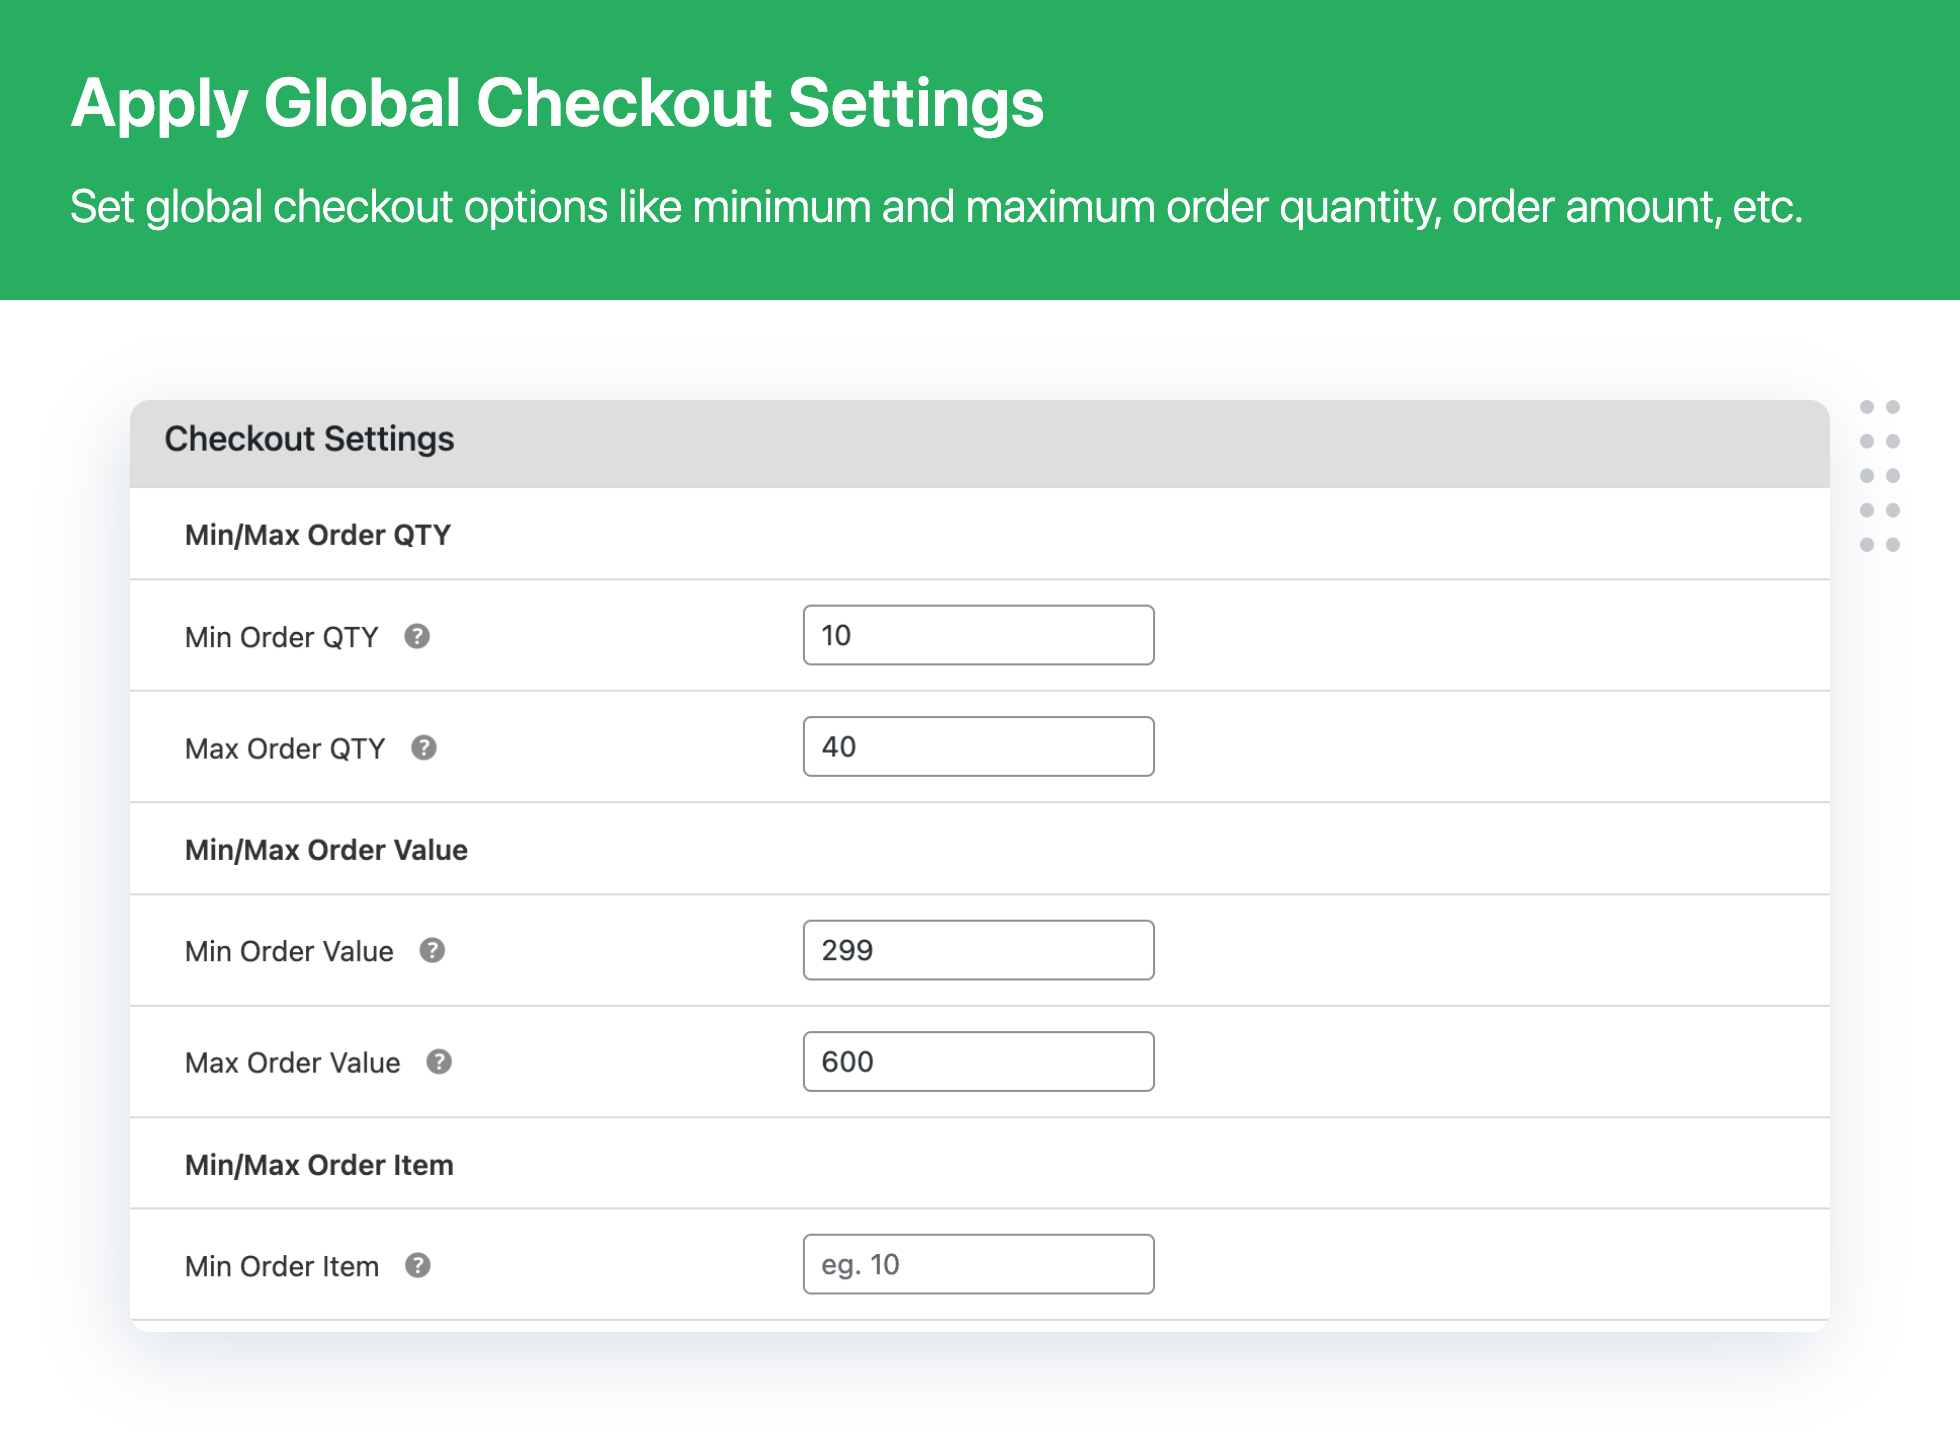 Apply Global Checkout Settings
Set global checkout options like minimum and maximum order quantity, order amount, etc.
Checkout Settings
Min/Max Order QTY
Min Order QTY ? 10
Max Order QTY ? 40
Min/Max Order Value
Min Order Value ? 299
Max Order Value ? 600
Min/Max Order Item
Min Order Item ? eg. 10